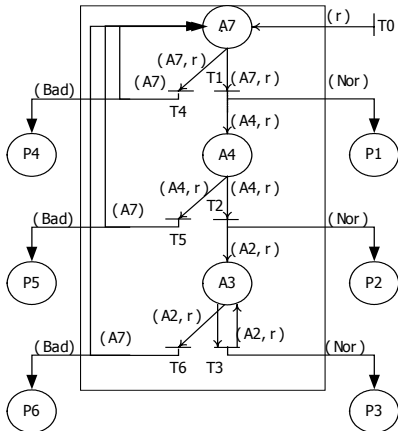 A7
(r)
T0
(A7,r)
(Bad)
(A7)
T1
(A7,r)
(Nor)
T4
(A4,r)
P4
A4
P1
(A4,r)
(A4,r)
(Bad)
(A7)
T2
(Nor)
T5
(A2,r)
P5
A3
P2
(A2,r)
(Bad)
(A7)
(A2,r)
(Nor)
T6
T3
P6
P3